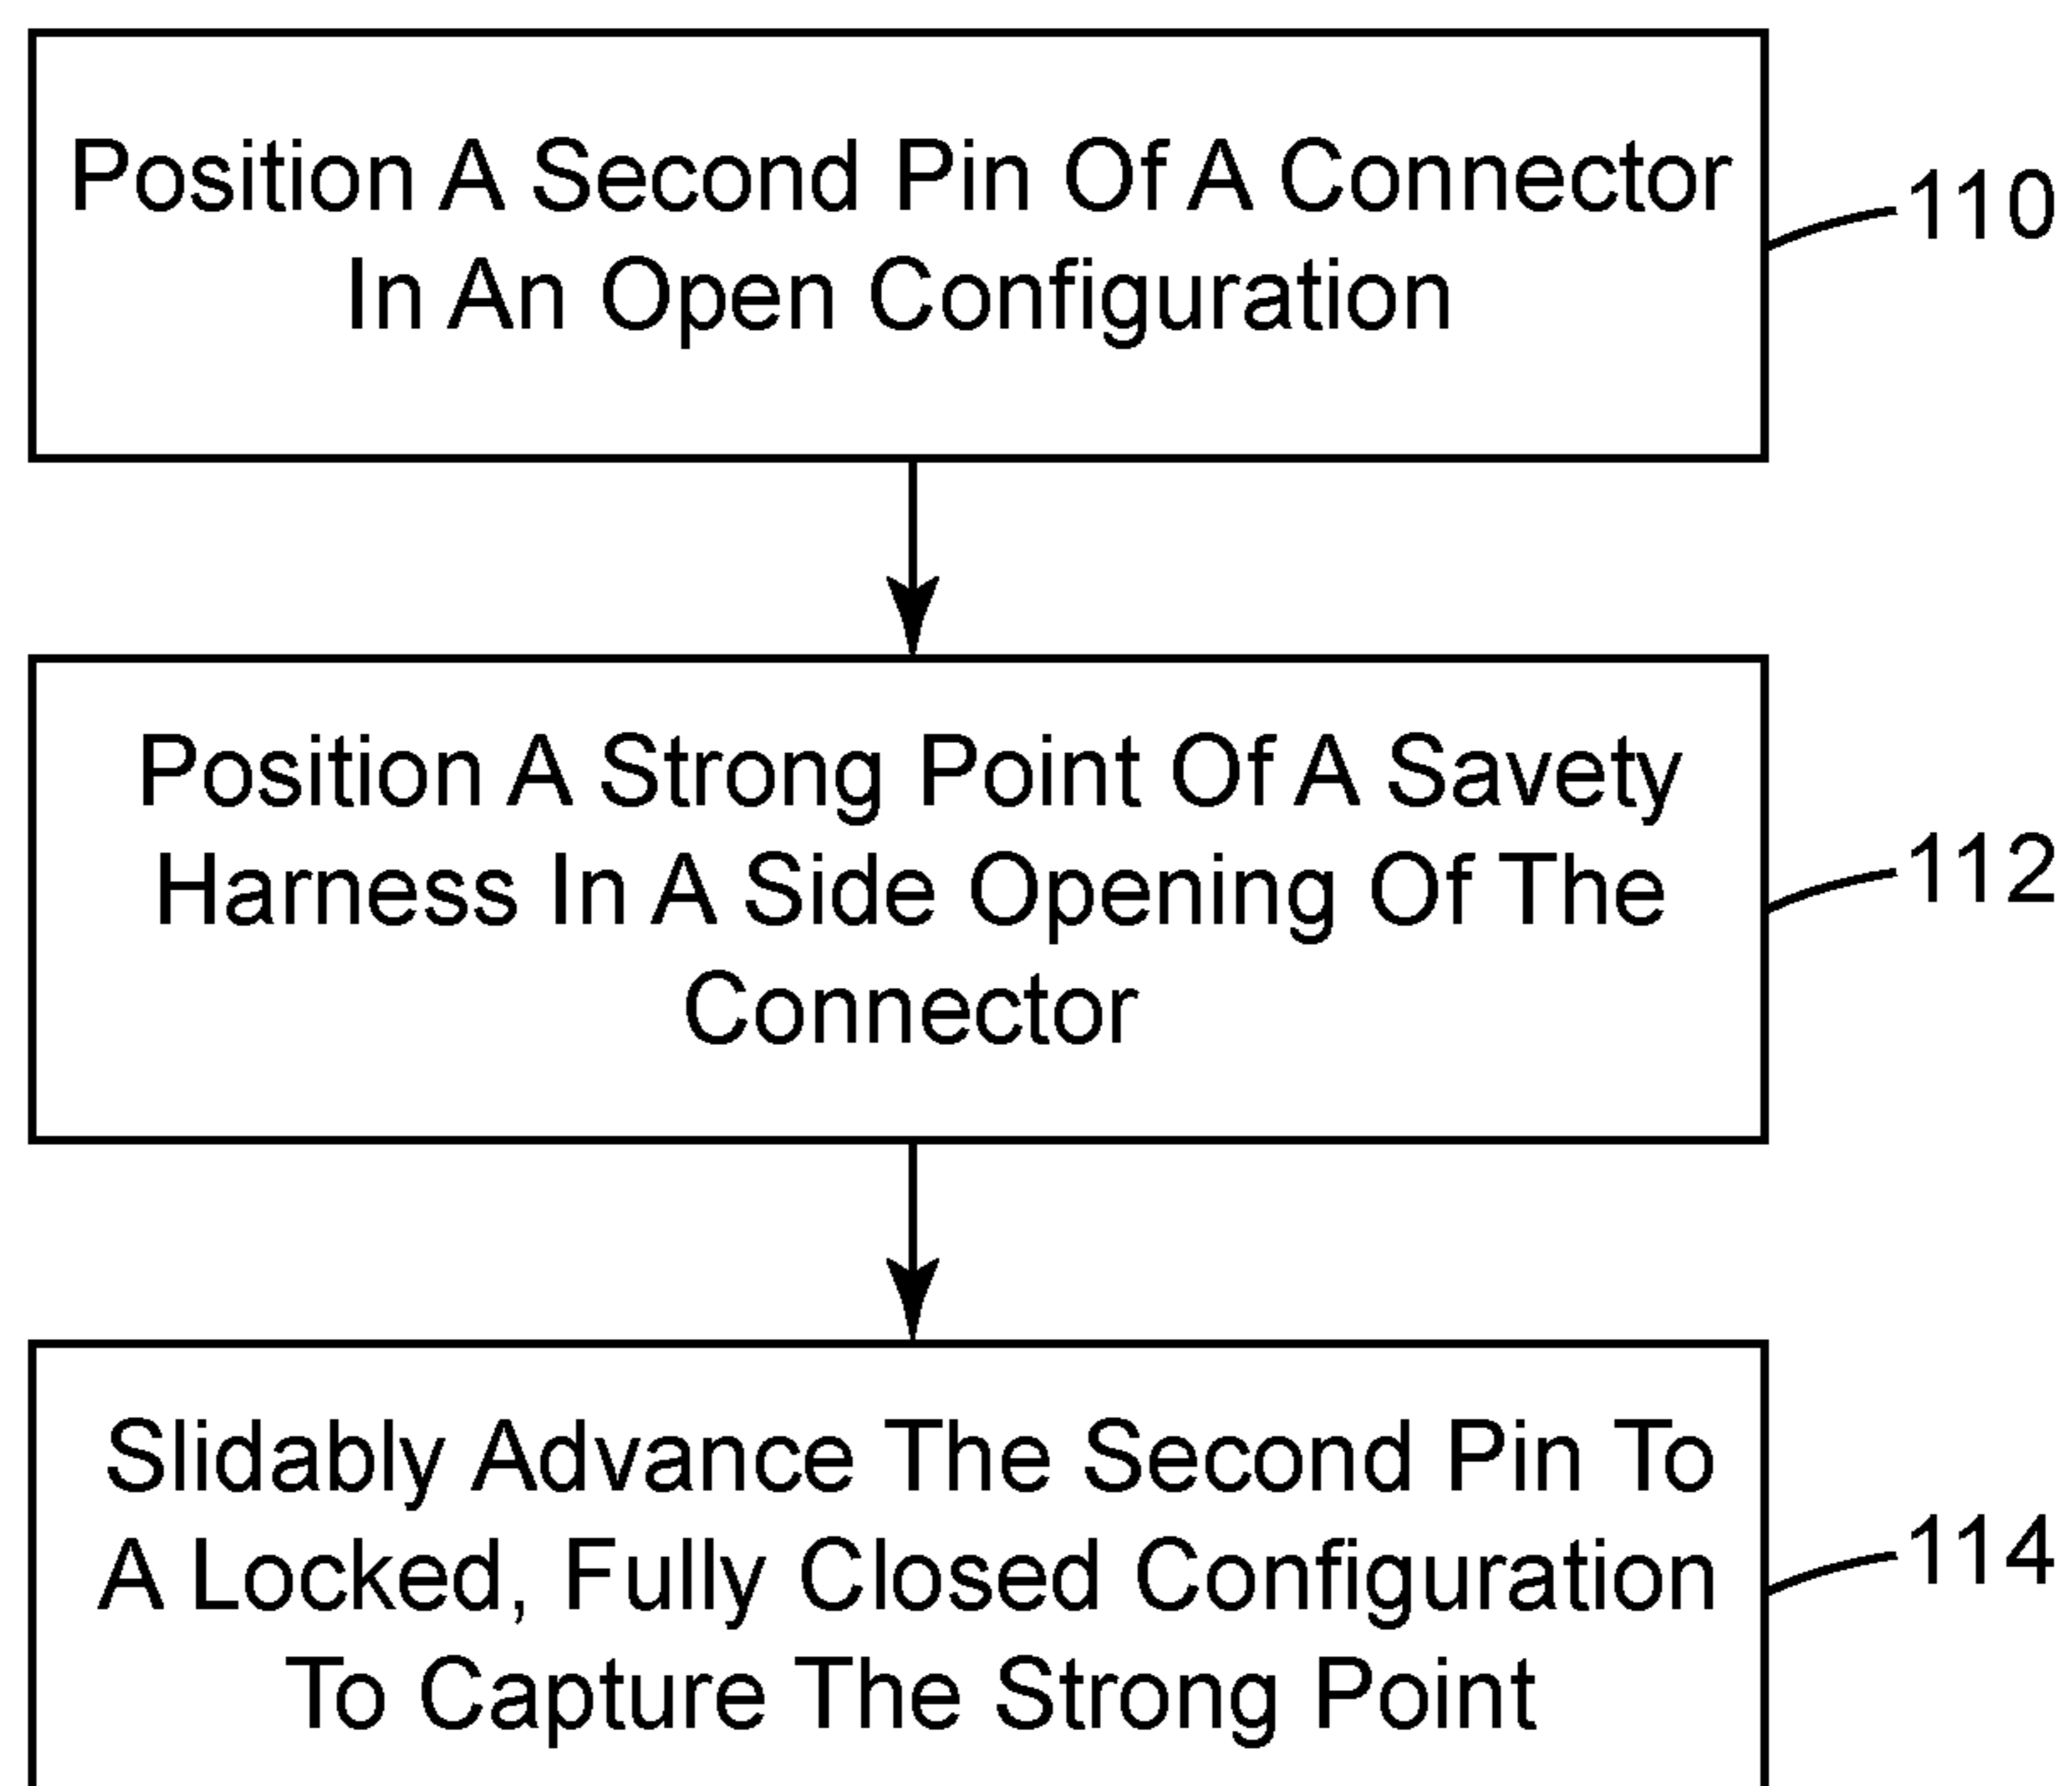 Position A Second Pin Of A Connector
In An Open Configuration
110
Position A Strong Point Of A Savety
Harness In A Side Opening Of The
Connector
112
Slidably Advance The Second Pin To
A Locked, Fully Closed Configuration
To Capture The Strong Point
114